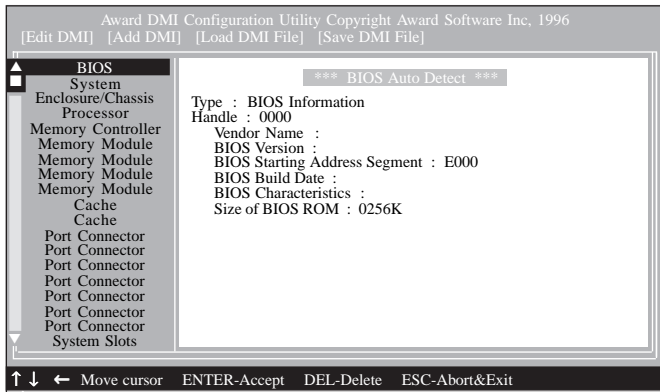 Award DMI Configuration Utility Copyright Award Software Inc, 1996
[Edit DMI] [Add DMI] [Load DMI File] [Save DMI File]
BIOS
System
Enclosure/Chassis
Processor
Memory Controller
Memory Module
Memory Module
Memory Module
Memory Module
Cache
Cache
Port Connector
Port Connector
Port Connector
Port Connector
Port Connector
Port Connector
Port Connector
System Slots
*** BIOS Auto Detect ***
Type : BIOS Information
Handle : 0000
Vendor Name :
BIOS Version :
BIOS Starting Address Segment : E000
BIOS Build Date :
BIOS Characteristics :
Size of BIOS ROM : 0256K
↑↓ ← Move cursor ENTER-Accept DEL-Delete ESC-Abort&Exit